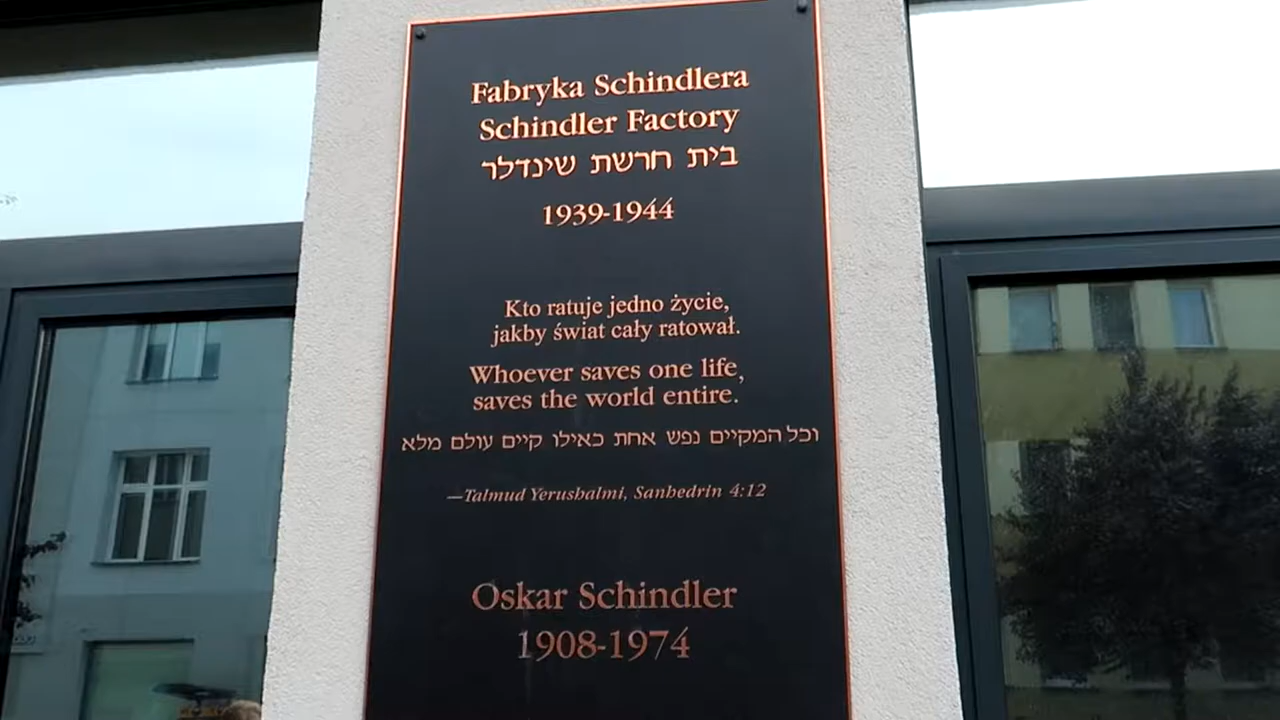 Fabryka Schindlera
Schindler Factory
בית חרשת שינדלר
1939-1944
Kto ratuje jedno życie,
jakby świat cały ratował.
Whoever saves one life,
saves the world entire.
וכל המקיים נפש אחת כאילו קיים עולם מלא
—Talmud Yerushalmi, Sanhedrin 4:12
Oskar Schindler
1908-1974